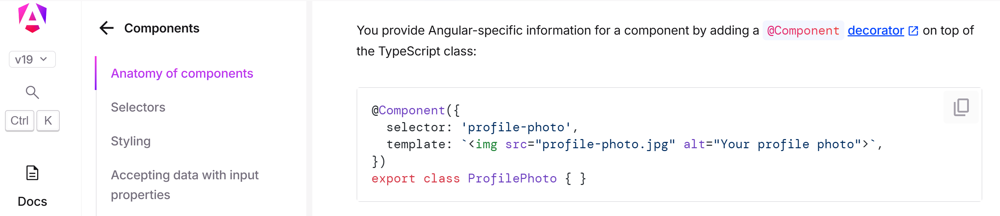 v19
Ctrl K
Docs
Components
Anatomy of components
Selectors
Styling
Accepting data with input
properties
You provide Angular-specific information for a component by adding a @Component decorator on top of
the TypeScript class:
@Component({
  selector: 'profile-photo',
  template: `<img src="profile-photo.jpg" alt="Your profile photo">`,
})
export class ProfilePhoto { }